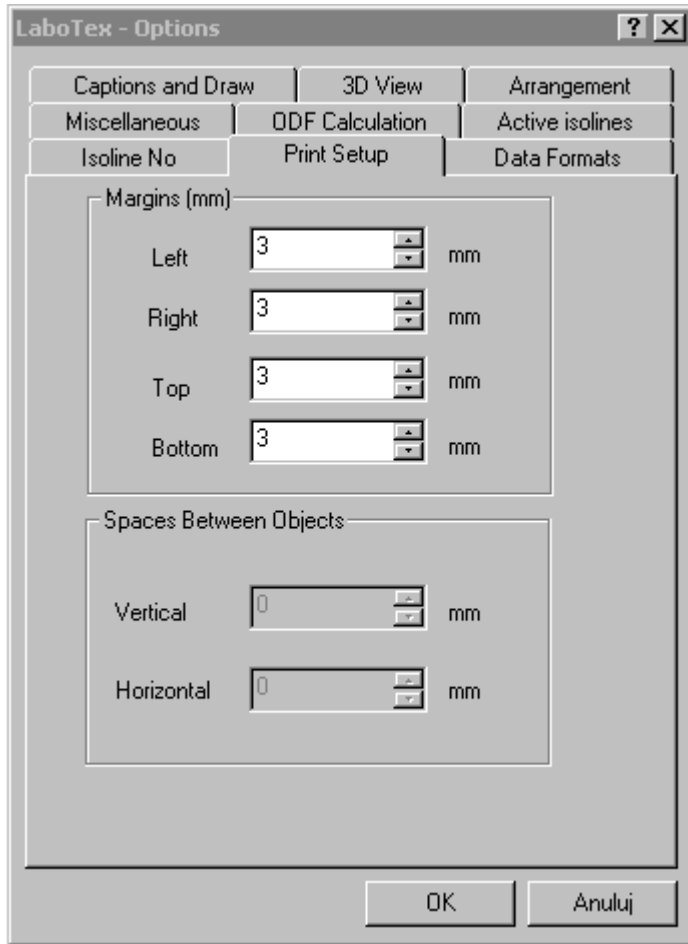 LaboTex - Options
Captions and Draw 3D View Arrangement
Miscellaneous ODF Calculation Active isolines
Isoline No Print Setup Data Formats
Margins (mm)
Left 3 mm
Right 3 mm
Top 3 mm
Bottom 3 mm
Spaces Between Objects
Vertical 0 mm
Horizontal 0 mm
OK Anuluj